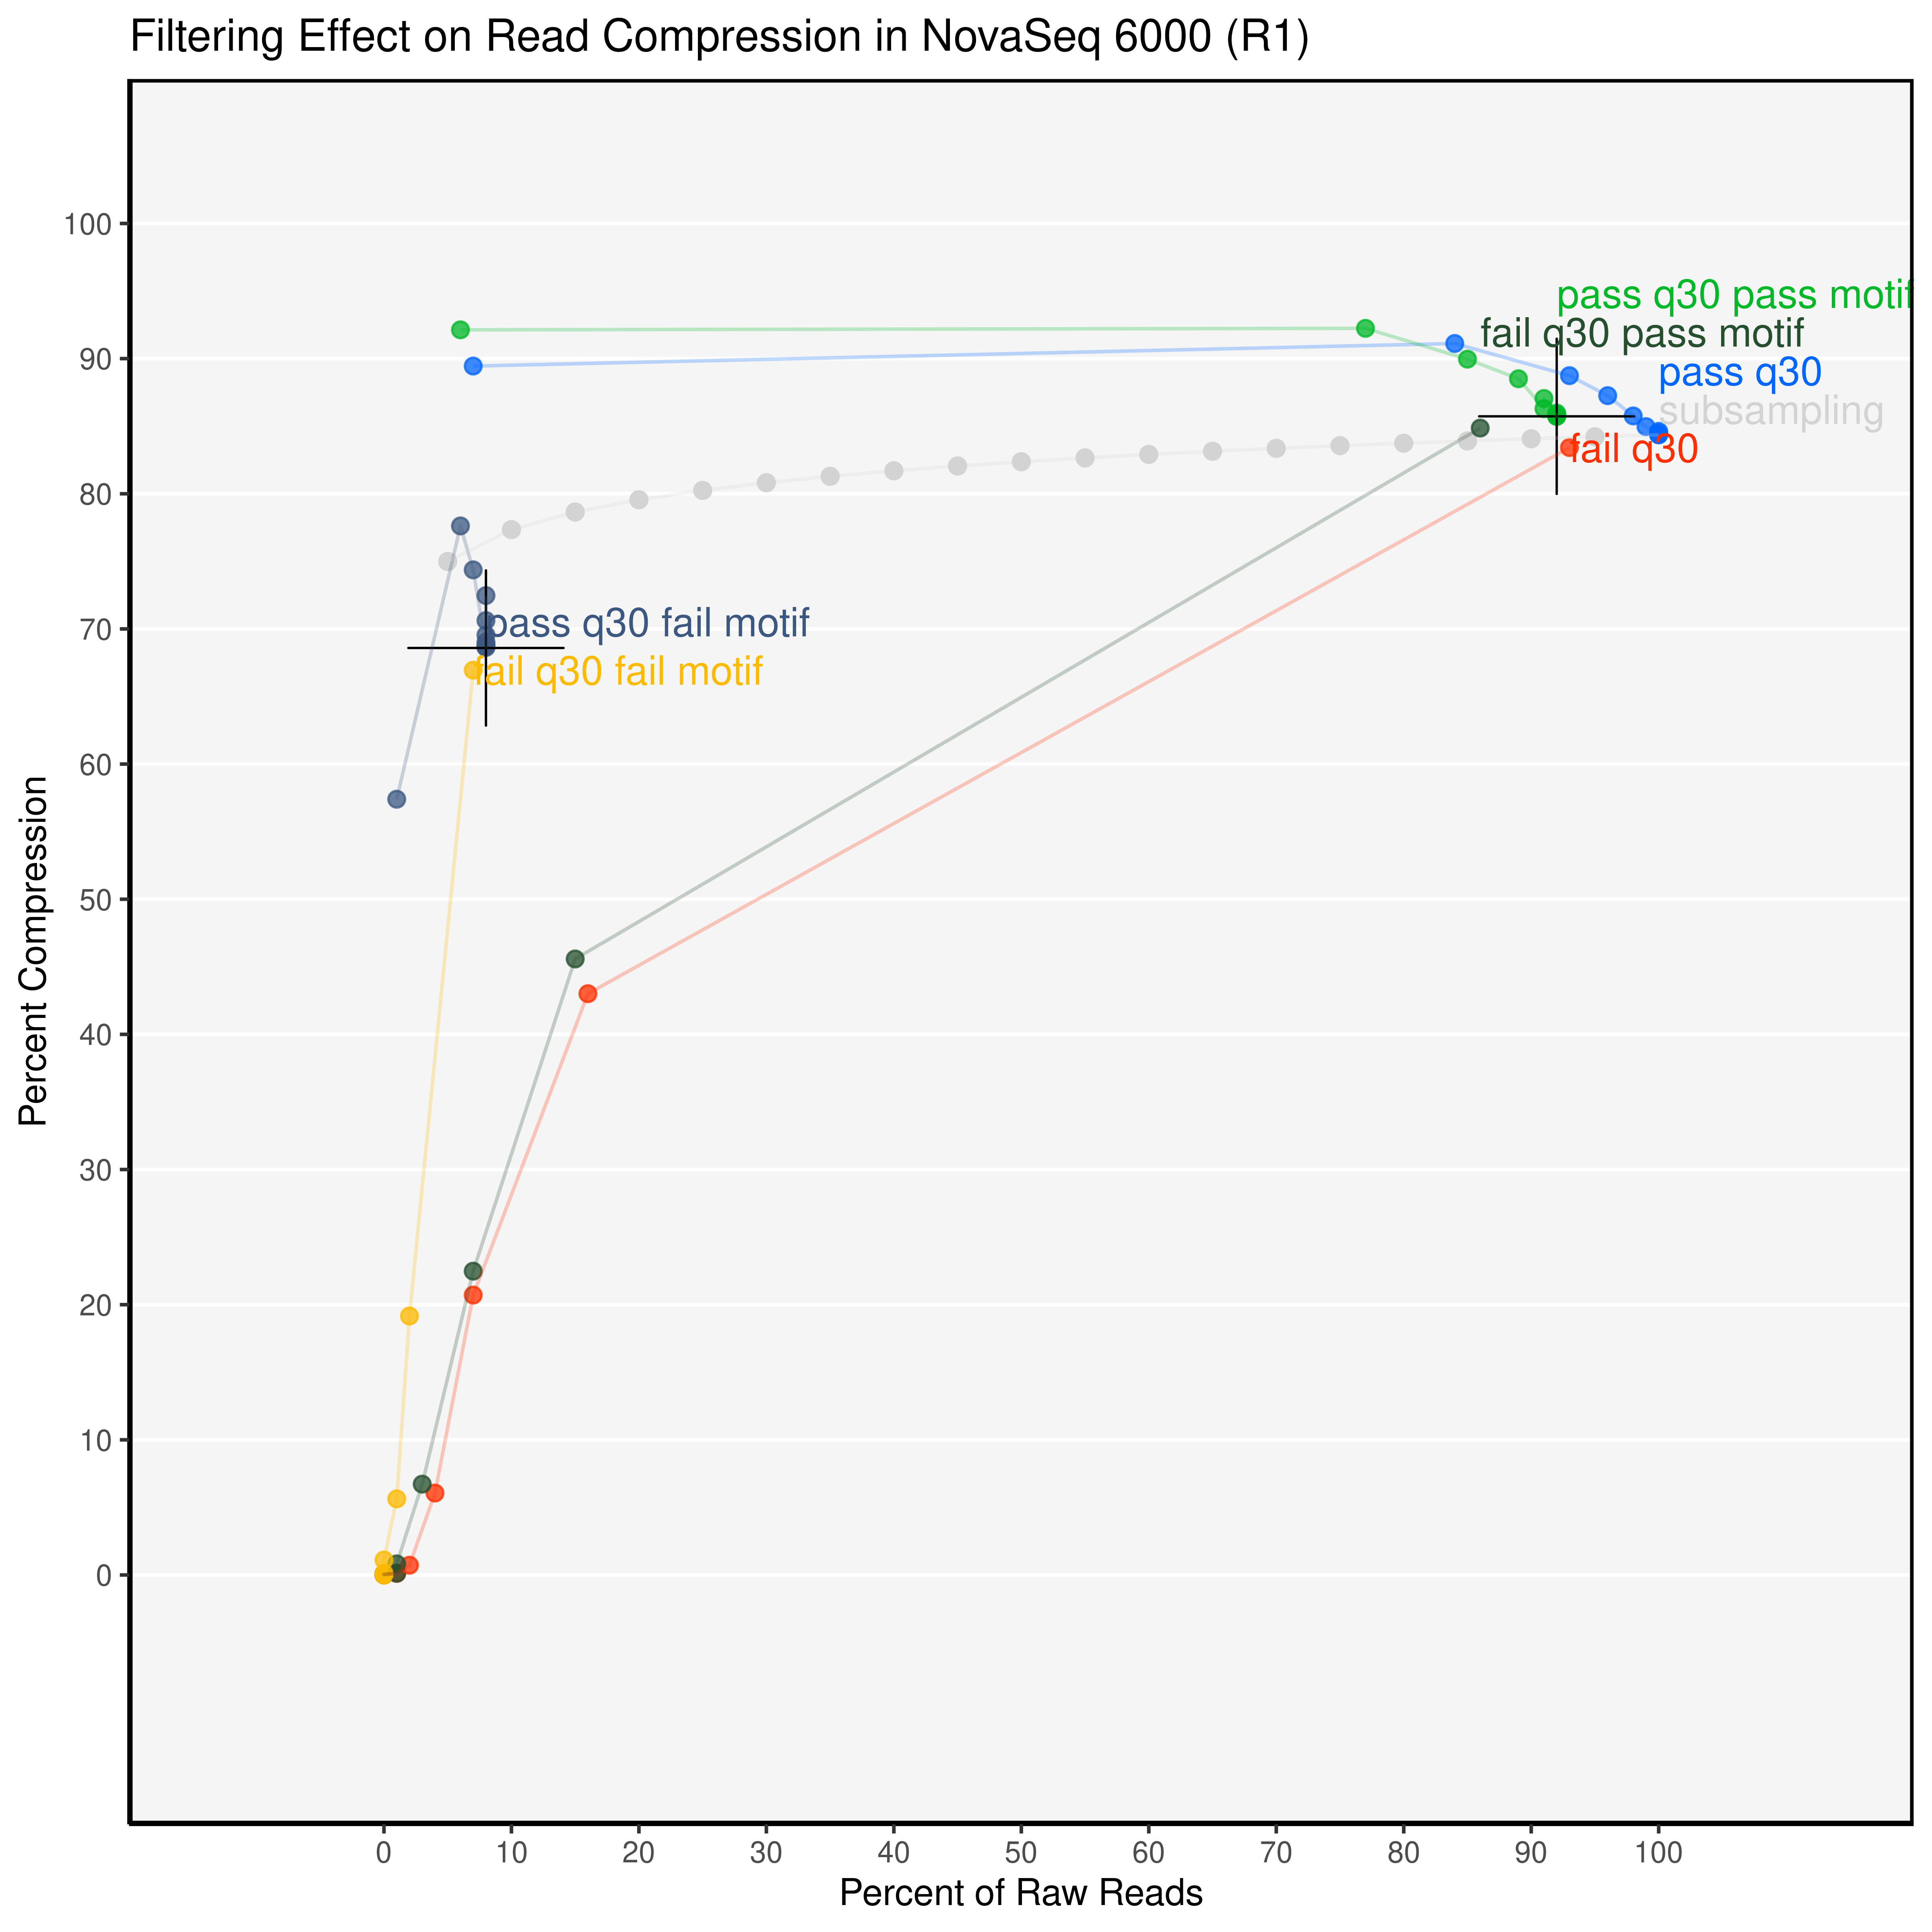 Filtering Effect on Read Compression in NovaSeq 6000 (R1)
Percent Compression
100
90
80
70
60
50
40
30
20
10
0
pass q30 pass motif
fail q30 pass motif
pass q30
subsampling
fail q30
pass q30 fail motif
fail q30 fail motif
0 10 20 30 40 50 60 70 80 90 100
Percent of Raw Reads